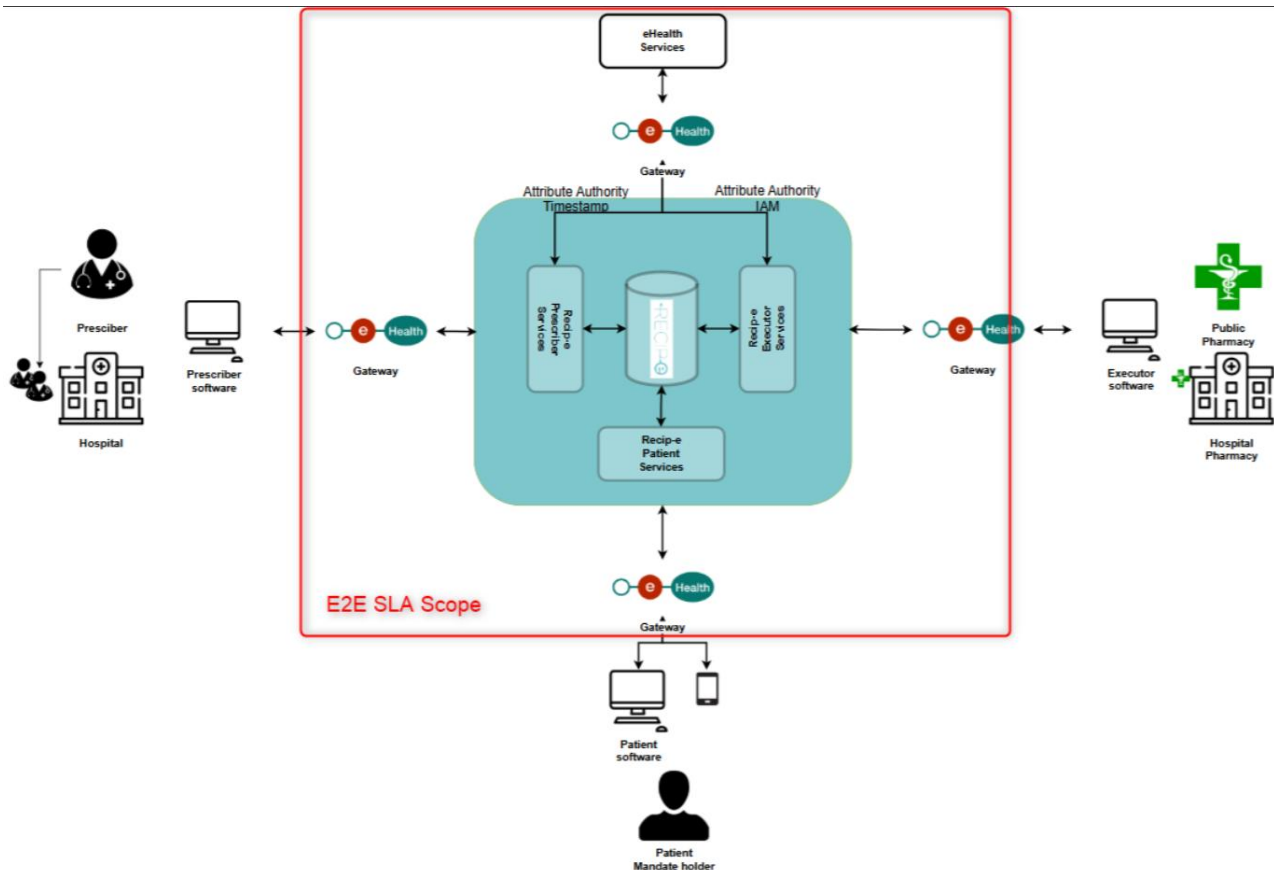 eHealth
Services
e
Health
Gateway
Attribute Authority
Timestamp
Attribute Authority
IAM
Presciber
Hospital
Prescriber
software
e
Health
Gateway
Recip-e
Prescriber
Services
RECIP-e
Recip-e
Executor
Services
Recip-e
Patient
Services
e
Health
Gateway
Executor
software
Public
Pharmacy
Hospital
Pharmacy
E2E SLA Scope
e
Health
Gateway
Patient
software
Patient
Mandate holder